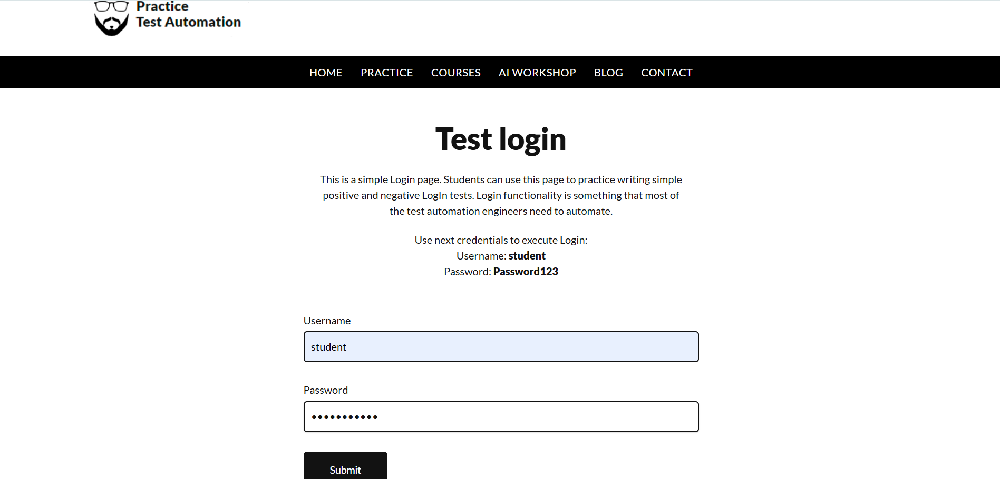 Practice
Test Automation
HOME PRACTICE COURSES AI WORKSHOP BLOG CONTACT
Test login
This is a simple Login page. Students can use this page to practice writing simple
positive and negative LogIn tests. Login functionality is something that most of
the test automation engineers need to automate.
Use next credentials to execute Login:
Username: student
Password: Password123
Username
student
Password
•••••••••••
Submit